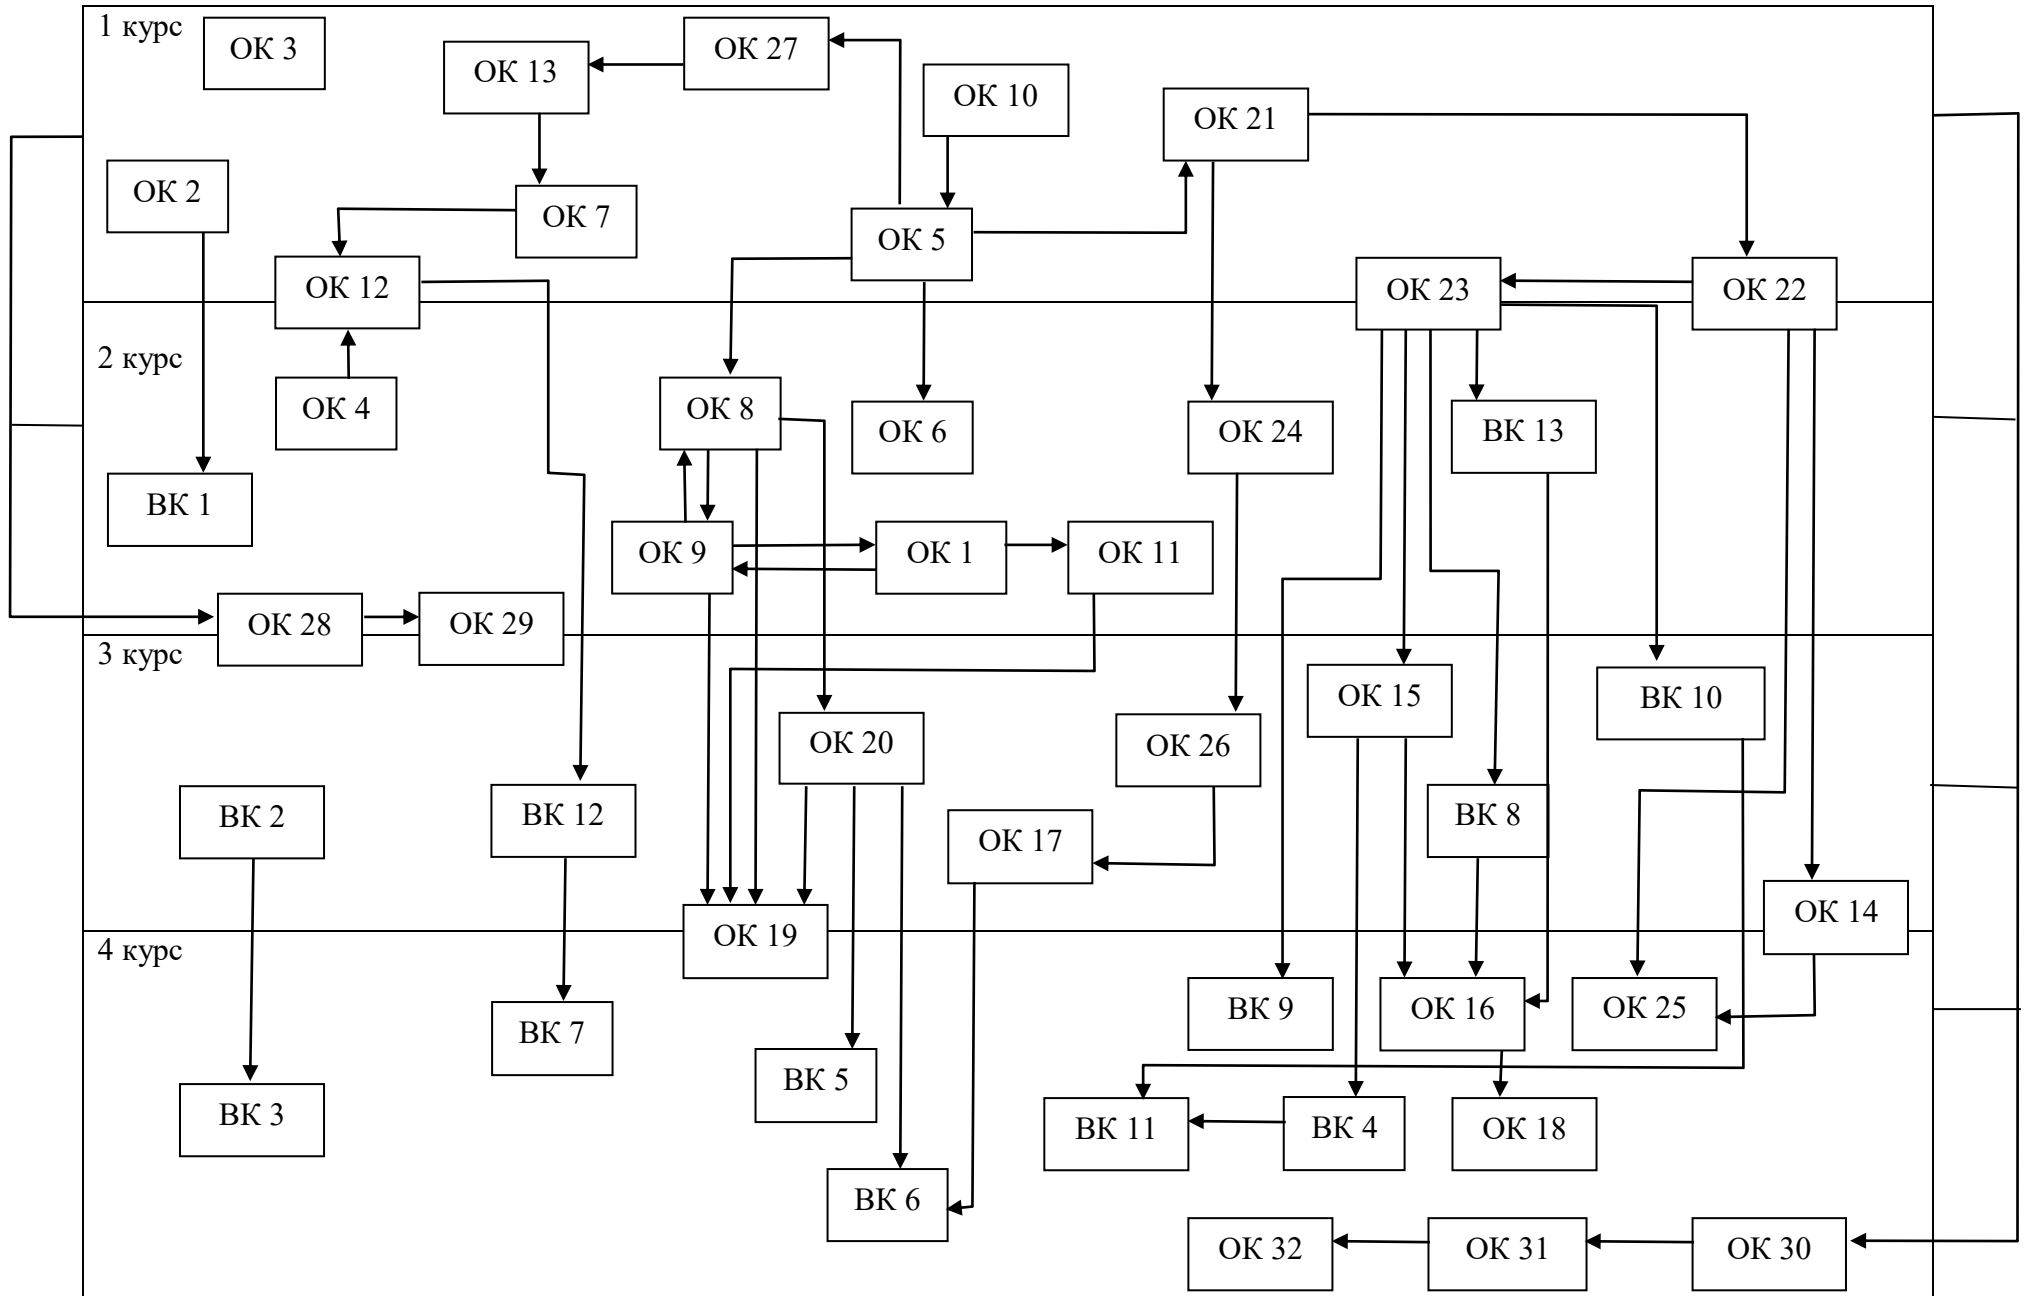 1 курс
ОК 3
ОК 13
ОК 27
ОК 10
ОК 21
ОК 2
ОК 7
ОК 5
ОК 12
ОК 23
ОК 22
2 курс
ОК 4
ОК 8
ОК 6
ОК 24
ВК 13
ВК 1
ОК 9
ОК 1
ОК 11
ОК 28
ОК 29
3 курс
ОК 15
ВК 10
ОК 20
ОК 26
ВК 2
ВК 12
ОК 17
ВК 8
ОК 14
4 курс
ОК 19
ВК 9
ОК 16
ОК 25
ВК 7
ВК 5
ВК 3
ВК 11
ВК 4
ОК 18
ВК 6
ОК 32
ОК 31
ОК 30